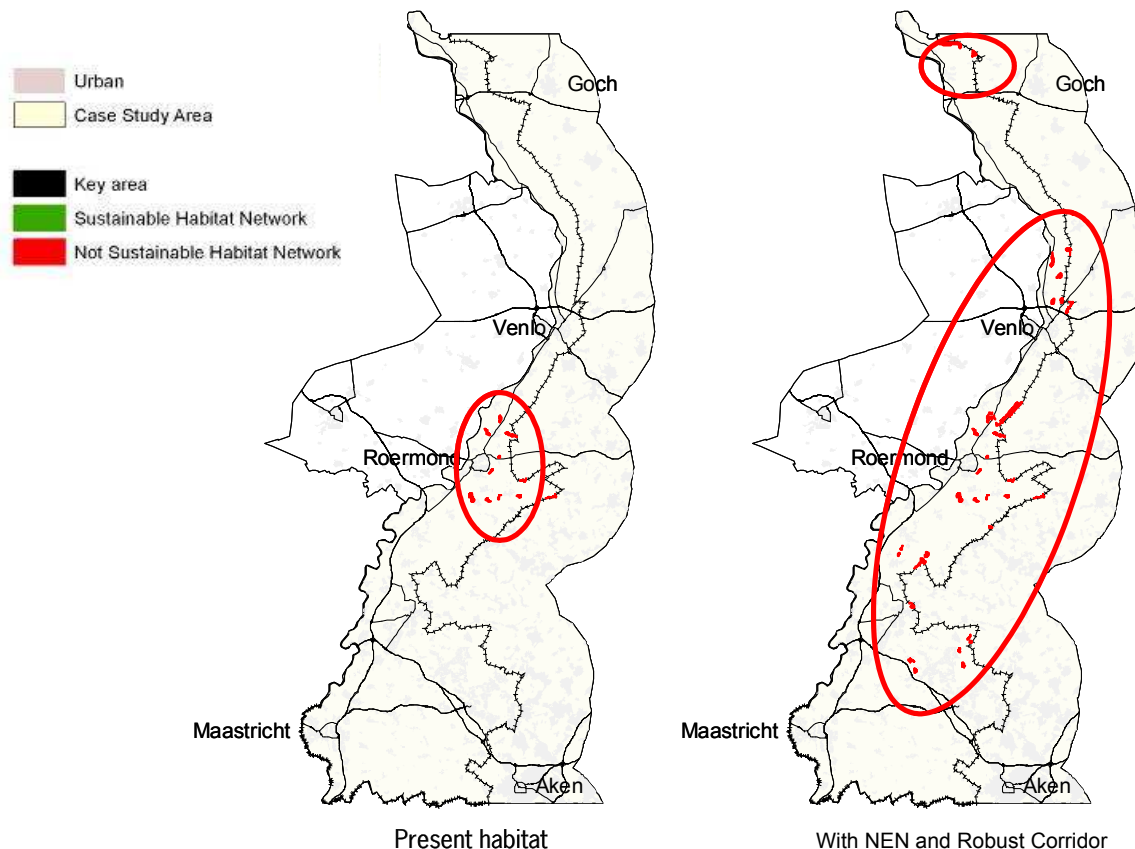 Urban
Case Study Area
Key area
Sustainable Habitat Network
Not Sustainable Habitat Network
Goch
Venlo
Roermond
Maastricht
Aken
Present habitat
Goch
Venlo
Roermond
Maastricht
Aken
With NEN and Robust Corridor